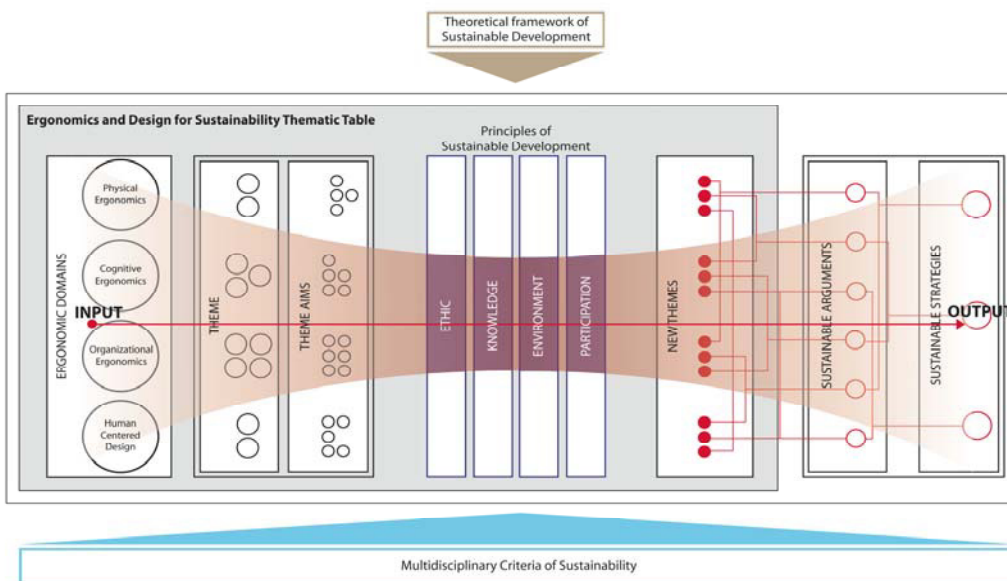 Theoretical framework of
Sustainable Development
Ergonomics and Design for Sustainability Thematic Table
Principles of
Sustainable Development
ERGONOMIC DOMAINS
Physical
Ergonomics
Cognitive
Ergonomics
INPUT
Organizational
Ergonomics
Human
Centered
Design
THEME
THEME AIMS
ETHIC
KNOWLEDGE
ENVIRONMENT
PARTICIPATION
NEW THEMES
SUSTAINABLE ARGUMENTS
SUSTAINABLE STRATEGIES
OUTPUT
Multidisciplinary Criteria of Sustainability